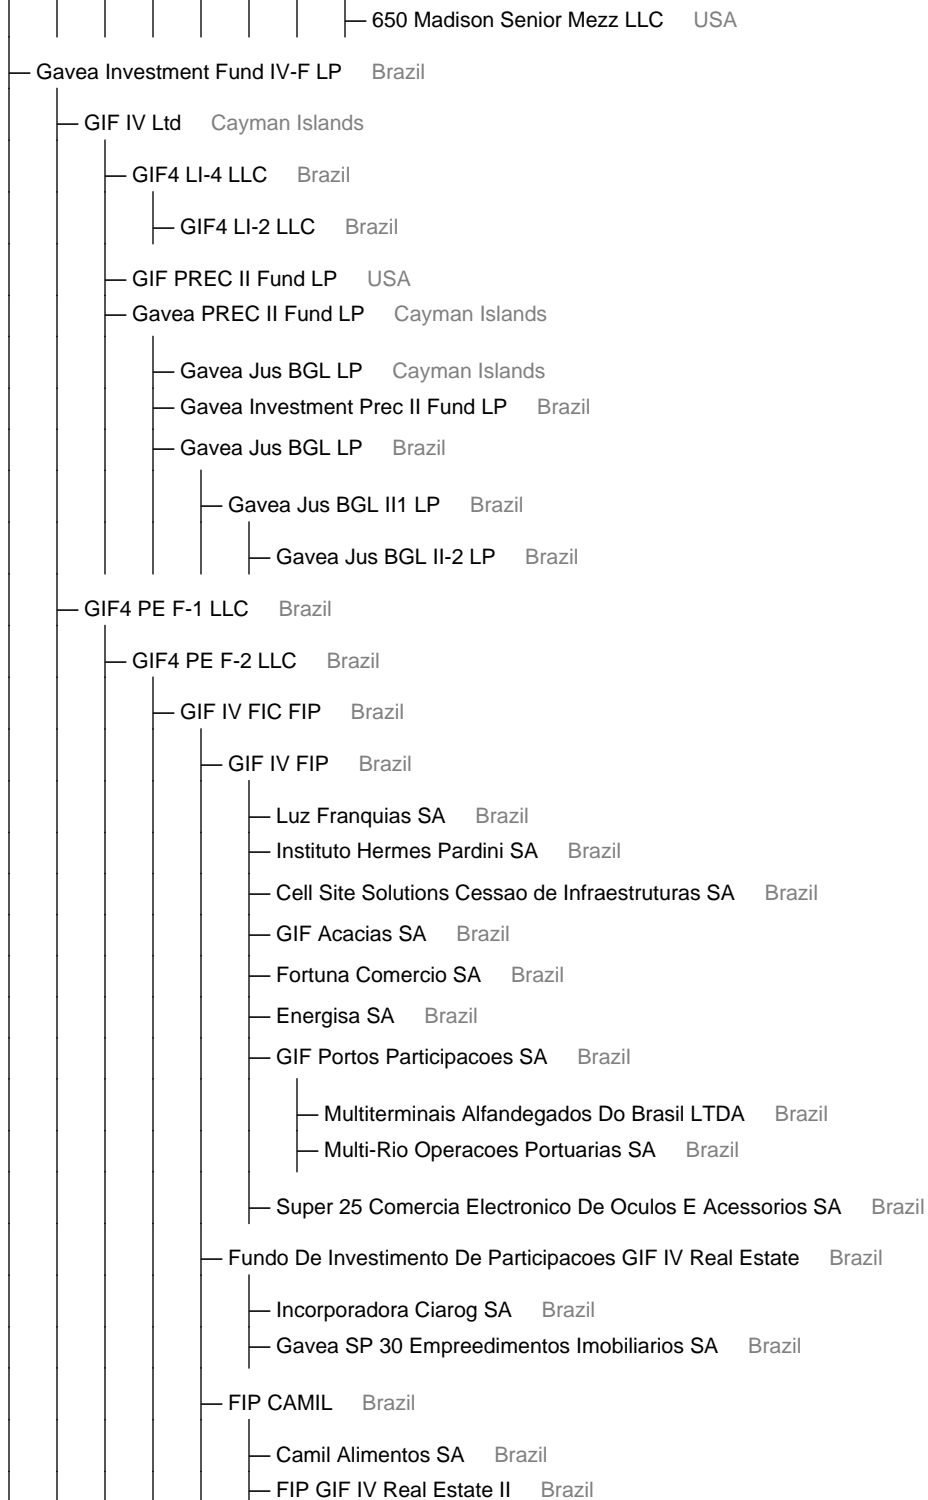 650 Madison Senior Mezz LLC USA
Gavea Investment Fund IV-F LP Brazil
GIF IV Ltd Cayman Islands
GIF4 LI-4 LLC Brazil
GIF4 LI-2 LLC Brazil
GIF PREC II Fund LP USA
Gavea PREC II Fund LP Cayman Islands
Gavea Jus BGL LP Cayman Islands
Gavea Investment Prec II Fund LP Brazil
Gavea Jus BGL LP Brazil
Gavea Jus BGL II1 LP Brazil
Gavea Jus BGL II-2 LP Brazil
GIF4 PE F-1 LLC Brazil
GIF4 PE F-2 LLC Brazil
GIF IV FIC FIP Brazil
GIF IV FIP Brazil
Luz Franquias SA Brazil
Instituto Hermes Pardini SA Brazil
Cell Site Solutions Cessao de Infraestruturas SA Brazil
GIF Acacias SA Brazil
Fortuna Comercio SA Brazil
Energisa SA Brazil
GIF Portos Participacoes SA Brazil
Multiterminais Alfandegados Do Brasil LTDA Brazil
Multi-Rio Operacoes Portuarias SA Brazil
Super 25 Comercia Electronico De Oculos E Acessorios SA Brazil
Fundo De Investimento De Participacoes GIF IV Real Estate Brazil
Incorporadora Ciarog SA Brazil
Gavea SP 30 Empreedimentos Imobiliarios SA Brazil
FIP CAMIL Brazil
Camil Alimentos SA Brazil
FIP GIF IV Real Estate II Brazil